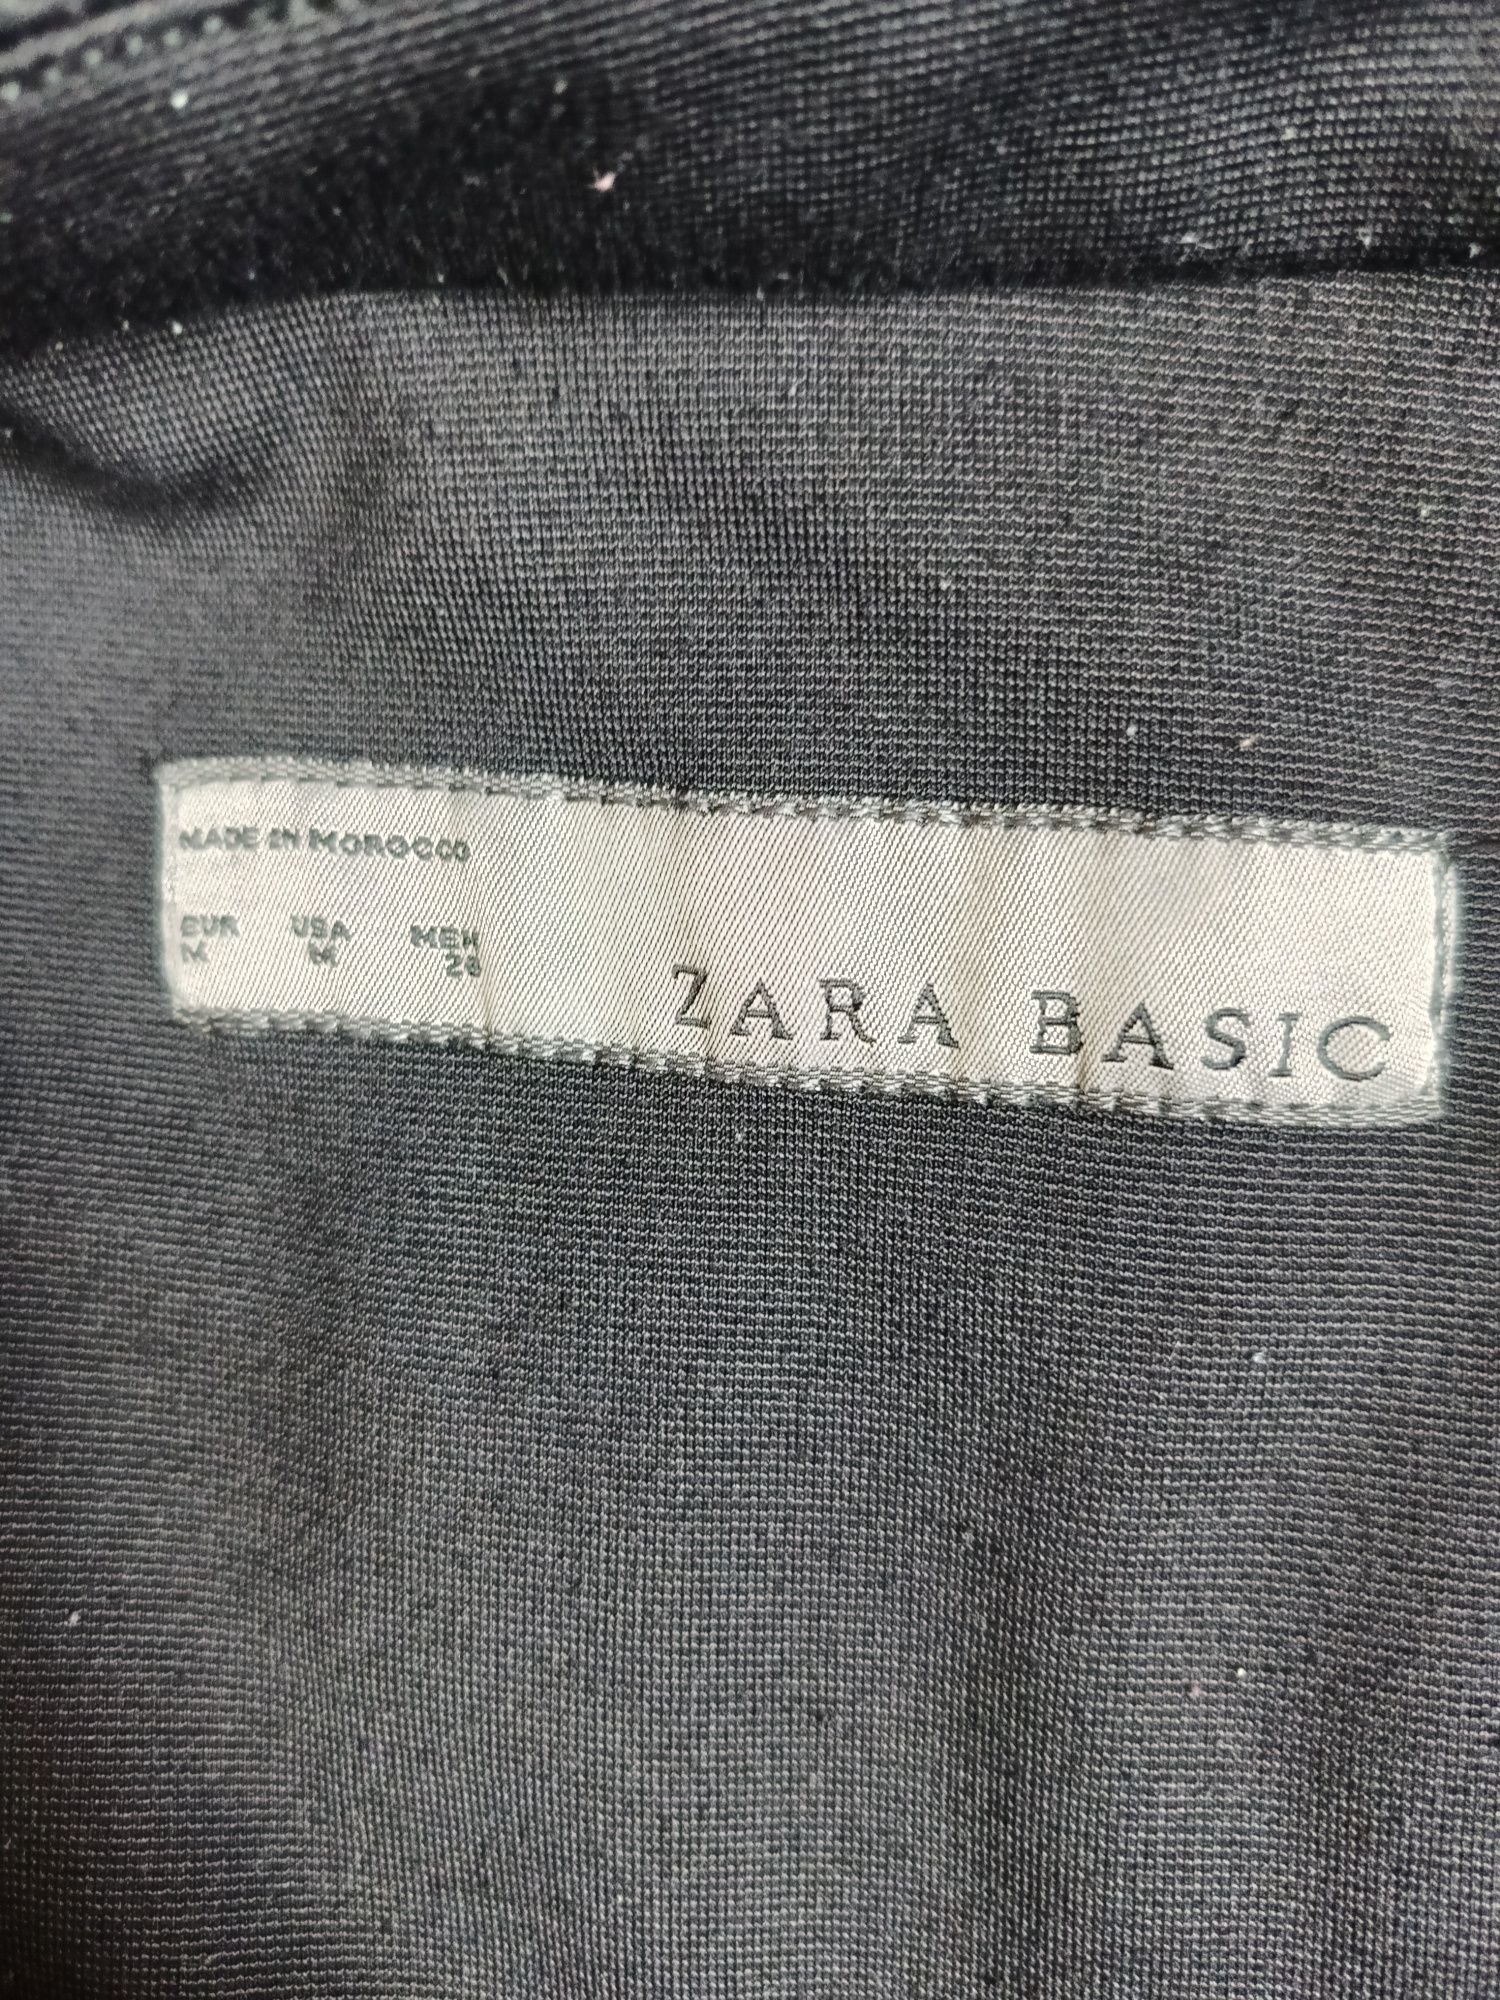 MADE IN MOROCCO
EUR USA MEX
M M 28
ZARA BASIC